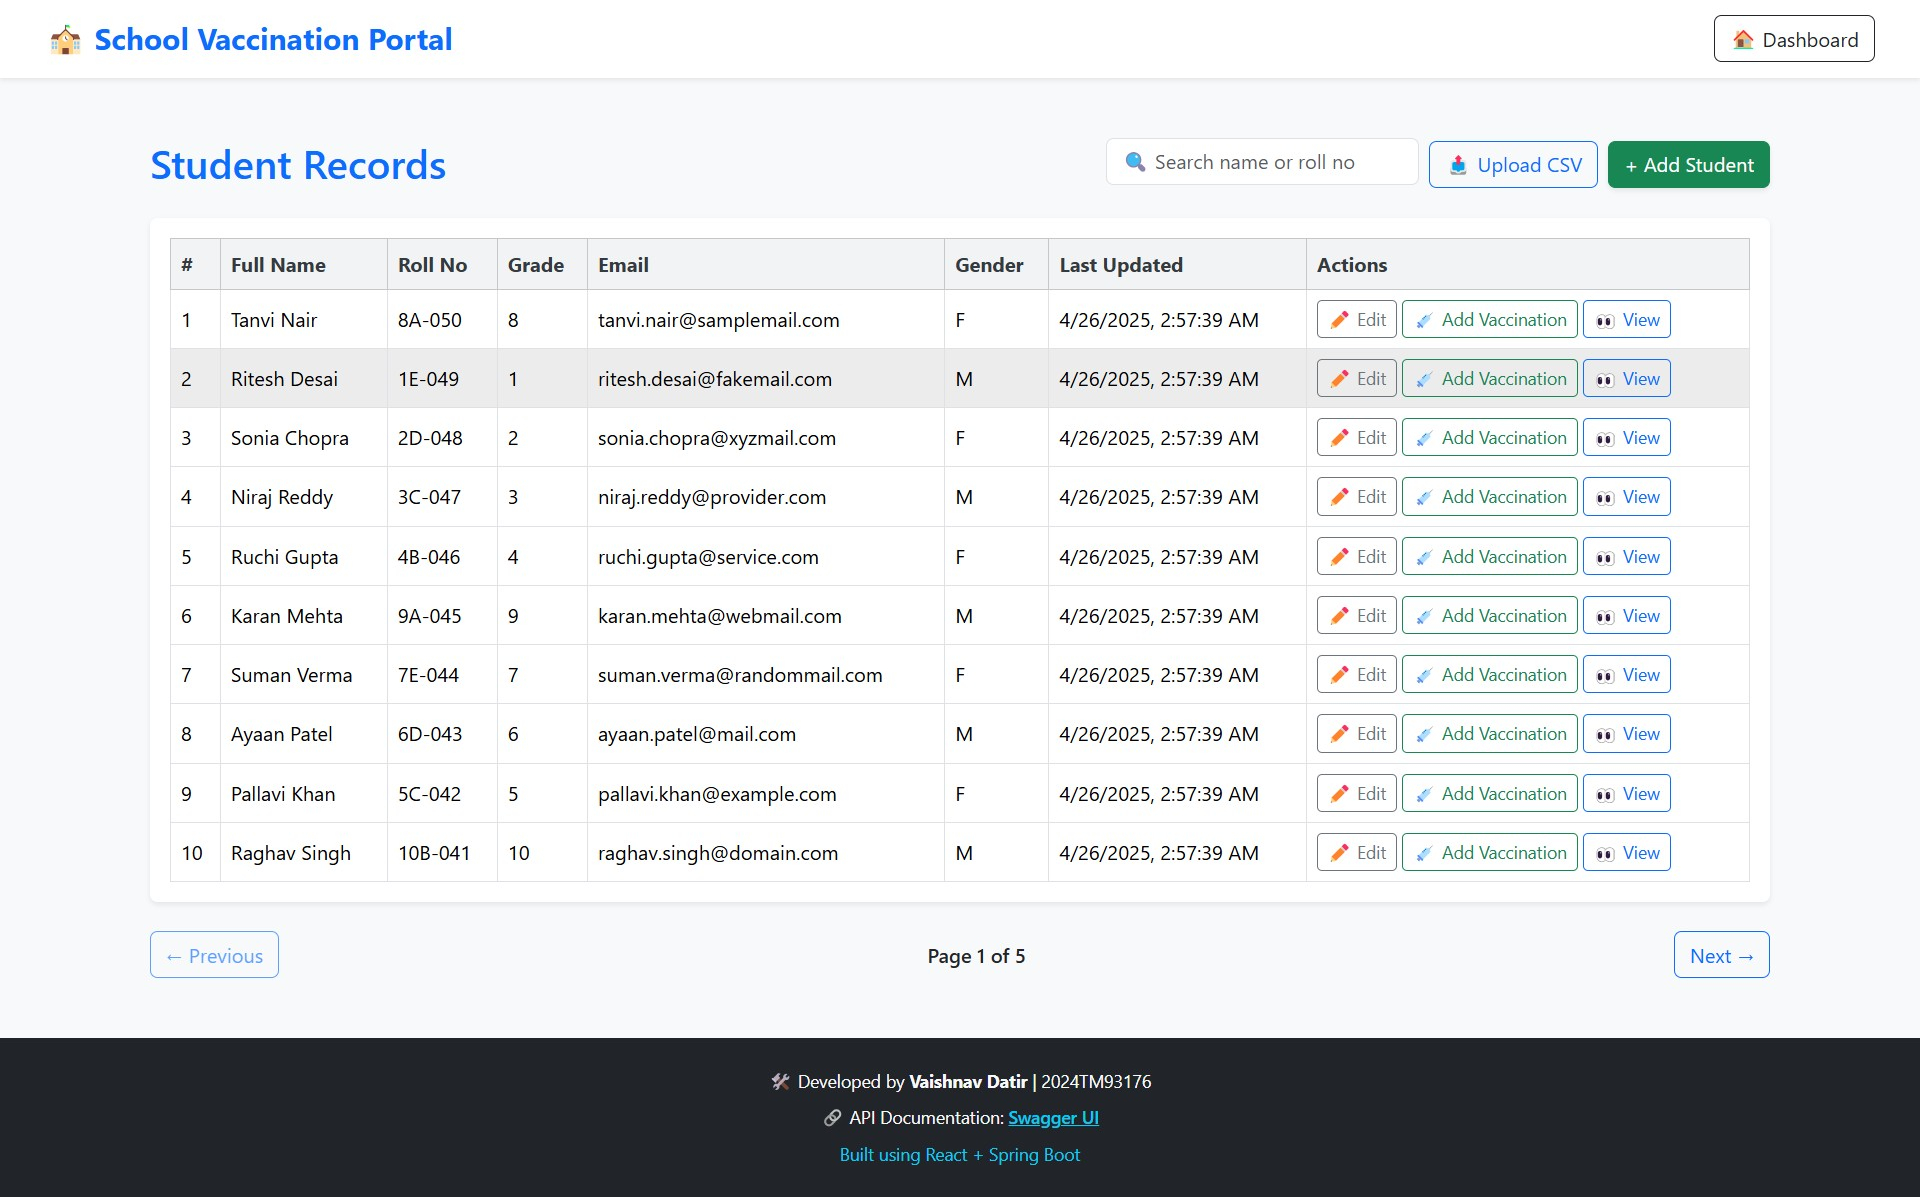 School Vaccination Portal
Dashboard
Student Records
Search name or roll no
Upload CSV
+ Add Student
# Full Name Roll No Grade Email Gender Last Updated Actions
1 Tanvi Nair 8A-050 8 tanvi.nair@samplemail.com F 4/26/2025, 2:57:39 AM Edit Add Vaccination View
2 Ritesh Desai 1E-049 1 ritesh.desai@fakemail.com M 4/26/2025, 2:57:39 AM Edit Add Vaccination View
3 Sonia Chopra 2D-048 2 sonia.chopra@xyzmail.com F 4/26/2025, 2:57:39 AM Edit Add Vaccination View
4 Niraj Reddy 3C-047 3 niraj.reddy@provider.com M 4/26/2025, 2:57:39 AM Edit Add Vaccination View
5 Ruchi Gupta 4B-046 4 ruchi.gupta@service.com F 4/26/2025, 2:57:39 AM Edit Add Vaccination View
6 Karan Mehta 9A-045 9 karan.mehta@webmail.com M 4/26/2025, 2:57:39 AM Edit Add Vaccination View
7 Suman Verma 7E-044 7 suman.verma@randommail.com F 4/26/2025, 2:57:39 AM Edit Add Vaccination View
8 Ayaan Patel 6D-043 6 ayaan.patel@mail.com M 4/26/2025, 2:57:39 AM Edit Add Vaccination View
9 Pallavi Khan 5C-042 5 pallavi.khan@example.com F 4/26/2025, 2:57:39 AM Edit Add Vaccination View
10 Raghav Singh 10B-041 10 raghav.singh@domain.com M 4/26/2025, 2:57:39 AM Edit Add Vaccination View
← Previous
Page 1 of 5
Next →
Developed by Vaishnav Datir | 2024TM93176
API Documentation: Swagger UI
Built using React + Spring Boot